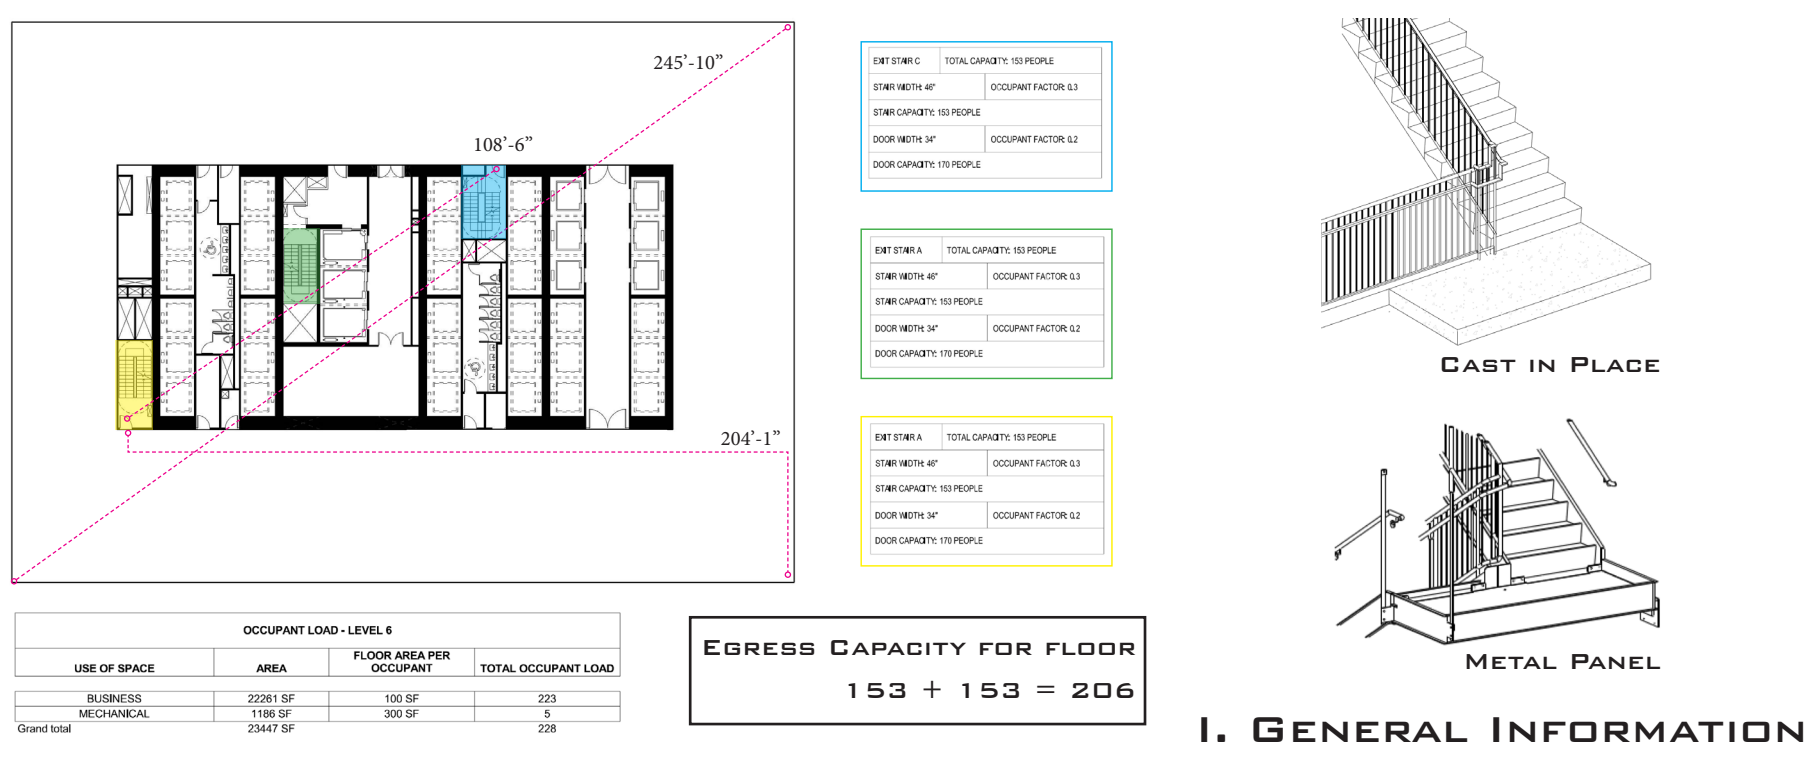 245'-10”
108’-6”
204’-1”
EXIT STAIR C TOTAL CAPACITY: 153 PEOPLE
STAIR WIDTH: 46" OCCUPANT FACTOR: 0.3
STAIR CAPACITY: 153 PEOPLE
DOOR WIDTH: 34" OCCUPANT FACTOR: 0.2
DOOR CAPACITY: 170 PEOPLE
EXIT STAIR A TOTAL CAPACITY: 153 PEOPLE
STAIR WIDTH: 46" OCCUPANT FACTOR: 0.3
STAIR CAPACITY: 153 PEOPLE
DOOR WIDTH: 34" OCCUPANT FACTOR: 0.2
DOOR CAPACITY: 170 PEOPLE
EXIT STAIR A TOTAL CAPACITY: 153 PEOPLE
STAIR WIDTH: 46" OCCUPANT FACTOR: 0.3
STAIR CAPACITY: 153 PEOPLE
DOOR WIDTH: 34" OCCUPANT FACTOR: 0.2
DOOR CAPACITY: 170 PEOPLE
CAST IN PLACE
METAL PANEL
OCCUPANT LOAD - LEVEL 6
USE OF SPACE AREA FLOOR AREA PER OCCUPANT TOTAL OCCUPANT LOAD
BUSINESS 22261 SF 100 SF 223
MECHANICAL 1186 SF 300 SF 5
Grand total 23447 SF 228
EGRESS CAPACITY FOR FLOOR
153 + 153 = 206
I. GENERAL INFORMATION